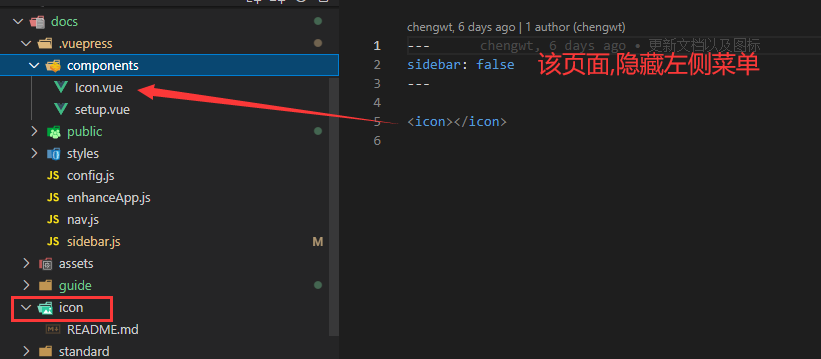 docs
.vuepress
components
Icon.vue
setup.vue
public
styles
JS config.js
JS enhanceApp.js
JS nav.js
JS sidebar.js M
assets
guide
icon
README.md
standard
chengwt, 6 days ago | 1 author (chengwt)
1 --- chengwt, 6 days ago • 更新文档以及图标
2 sidebar: false
该页面,隐藏左侧菜单
3 ---
4
5 <icon></icon>
6